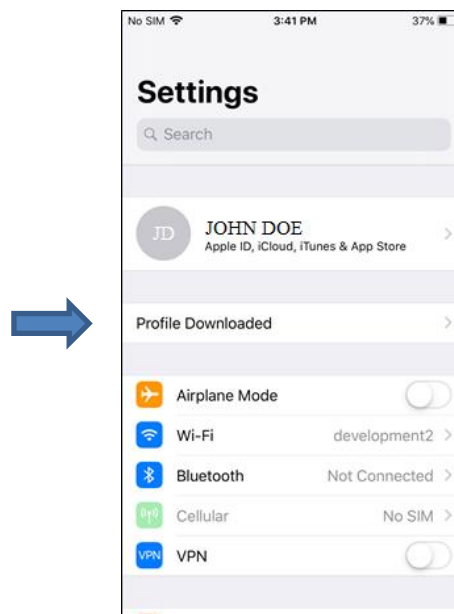 No SIM 3:41 PM 37%
Settings
Search
JD
JOHN DOE
Apple ID, iCloud, iTunes & App Store
Profile Downloaded
Airplane Mode
Wi-Fi development2
Bluetooth Not Connected
Cellular No SIM
VPN VPN